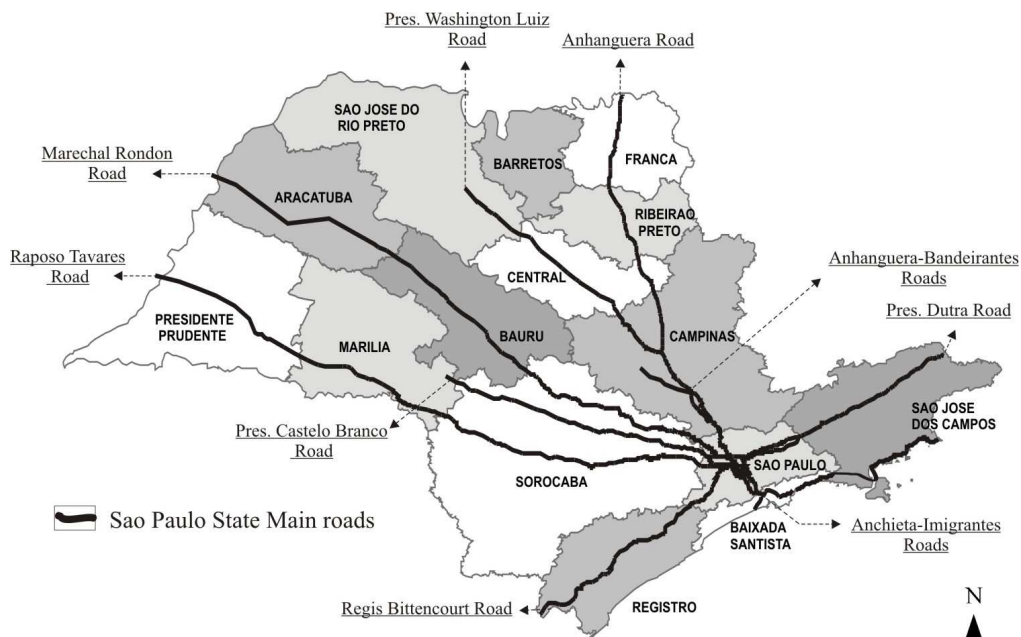 Pres. Washington Luiz
Road
Anhanguera Road
SAO JOSE DO
RIO PRETO
BARRETOS
FRANCA
Marechal Rondon
Road
ARACATUBA
RIBEIRAO
PRETO
Raposo Tavares
Road
CENTRAL
Anhanguera-Bandeirantes
Roads
Pres. Dutra Road
PRESIDENTE
PRUDENTE
MARILIA
BAURU
CAMPINAS
SAO JOSE
DOS CAMPOS
Pres. Castelo Branco
Road
SAO PAULO
SOROCABA
Sao Paulo State Main roads
BAIXADA
SANTISTA
Anchieta-Imigrantes
Roads
Regis Bittencourt Road
REGISTRO
N